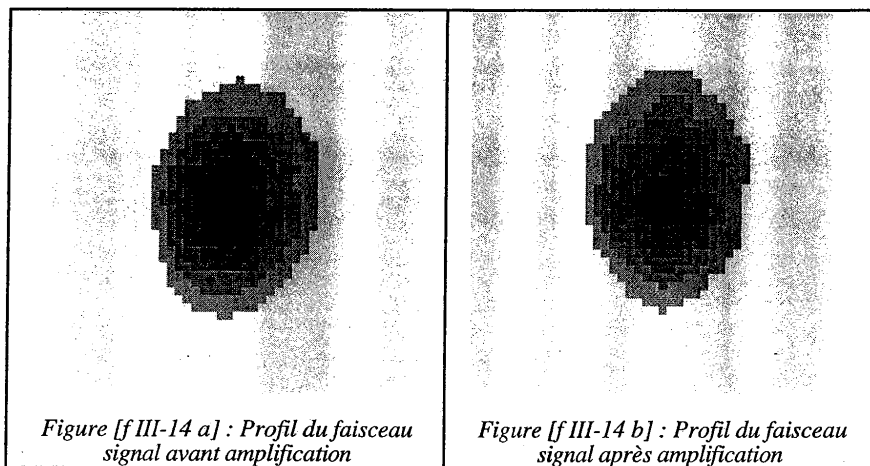 Figure [f III-14 a] : Profil du faisceau
signal avant amplification
Figure [f III-14 b] : Profil du faisceau
signal après amplification